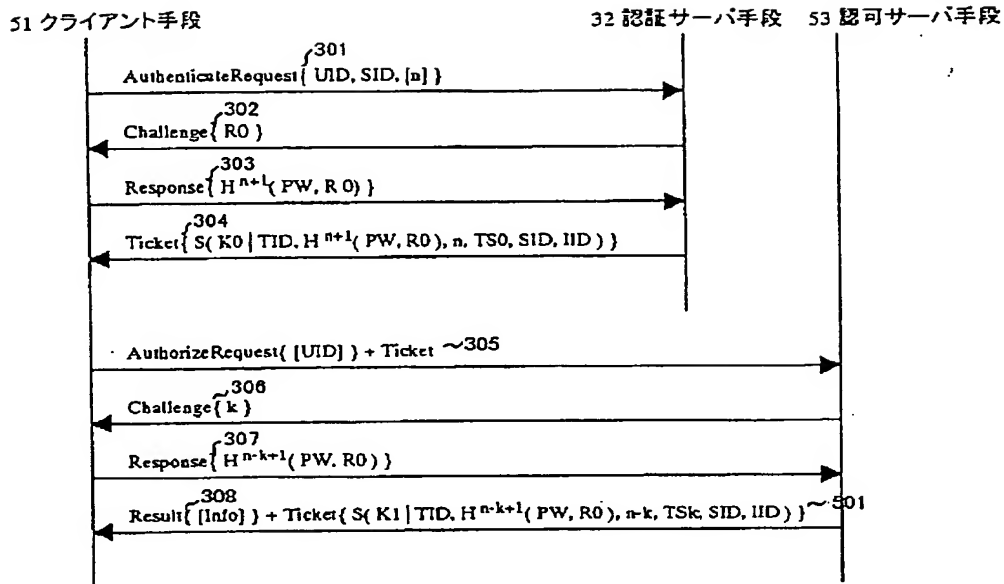 51 クライアント手段 32 認証サーバ手段 53 認可サーバ手段
301
AuthenticateRequest{ UID, SID, [n] }
302
Challenge{ R0 }
303
Response{ H^n+1( PW, R0) }
304
Ticket{ S( K0 | TID, H^n+1( PW, R0), n, TS0, SID, IID ) }
AuthorizeRequest{ [UID] } + Ticket ~305
306
Challenge{ k }
307
Response{ H^n-k+1( PW, R0 ) }
308
Result{ [Info] } + Ticket{ S( K1 | TID, H^n-k+1( PW, R0), n-k, TSk, SID, IID ) } ~501